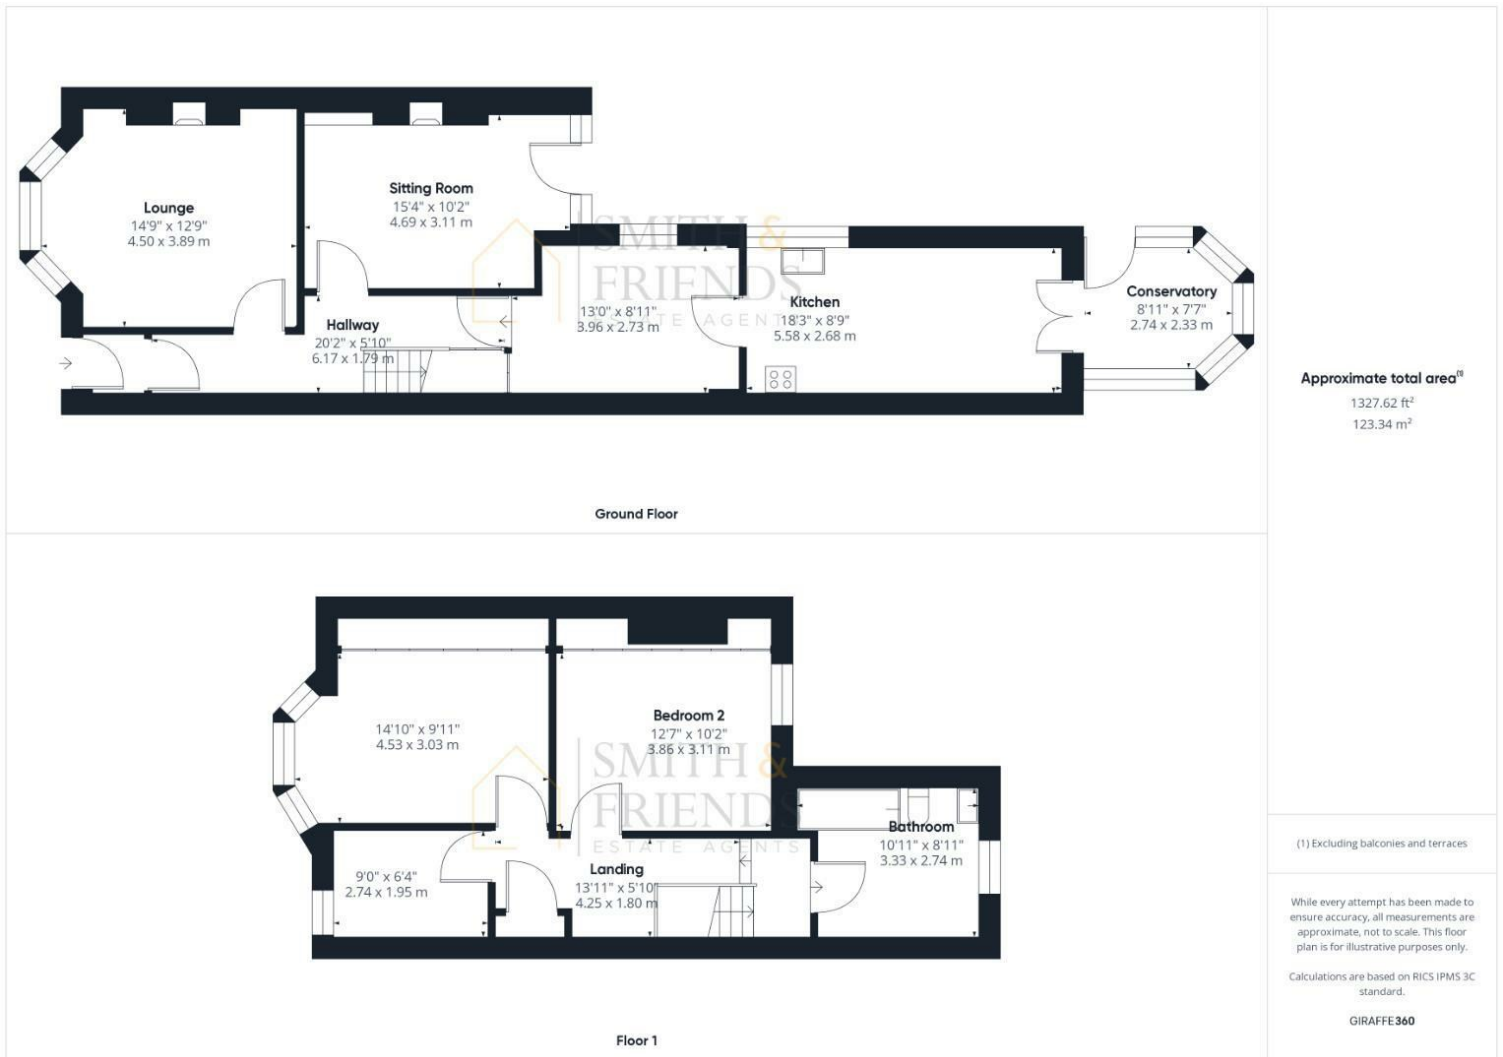 Lounge
14'9" x 12'9"
4.50 x 3.89 m
Sitting Room
15'4" x 10'2"
4.69 x 3.11 m
Hallway
20'2" x 5'10"
6.17 x 1.79 m
13'0" x 8'11"
3.96 x 2.73 m
Kitchen
18'3" x 8'9"
5.58 x 2.68 m
Conservatory
8'11" x 7'7"
2.74 x 2.33 m
SMITH &
FRIENDS
ESTATE AGENTS
Ground Floor
14'10" x 9'11"
4.53 x 3.03 m
Bedroom 2
12'7" x 10'2"
3.86 x 3.11 m
9'0" x 6'4"
2.74 x 1.95 m
Landing
13'11" x 5'10"
4.25 x 1.80 m
Bathroom
10'11" x 8'11"
3.33 x 2.74 m
SMITH &
FRIENDS
ESTATE AGENTS
Floor 1
Approximate total area(1)
1327.62 ft²
123.34 m²
(1) Excluding balconies and terraces
While every attempt has been made to
ensure accuracy, all measurements are
approximate, not to scale. This floor
plan is for illustrative purposes only.
Calculations are based on RICS IPMS 3C
standard.
GIRAFFE360